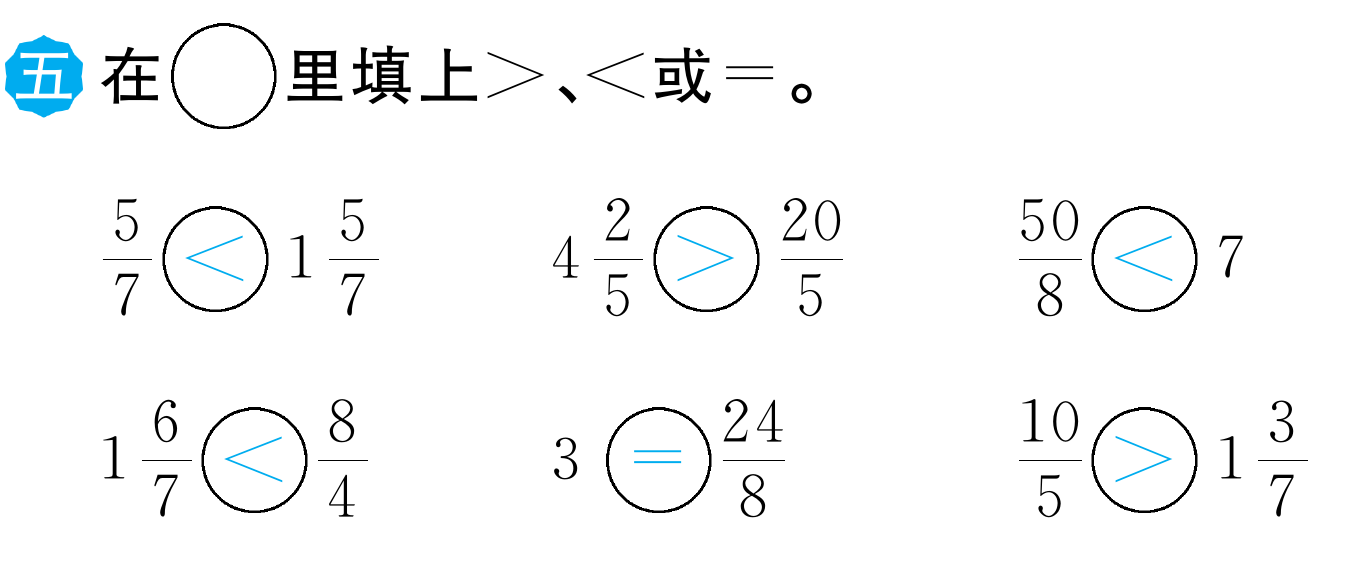 五 在○里填上>、<或=。
5/7 < 1 5/7 4 2/5 > 20/5 50/8 < 7
1 6/7 < 8/4 3 = 24/8 10/5 > 1 3/7